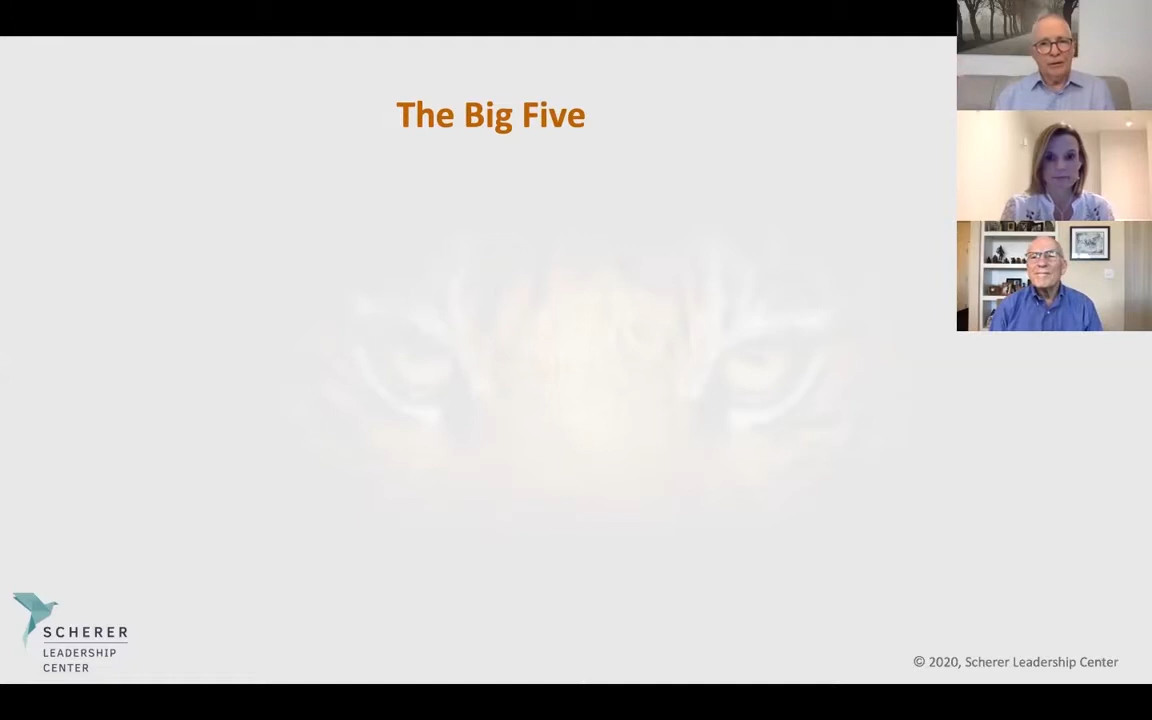 The Big Five
SCHERER
LEADERSHIP
CENTER
© 2020, Scherer Leadership Center